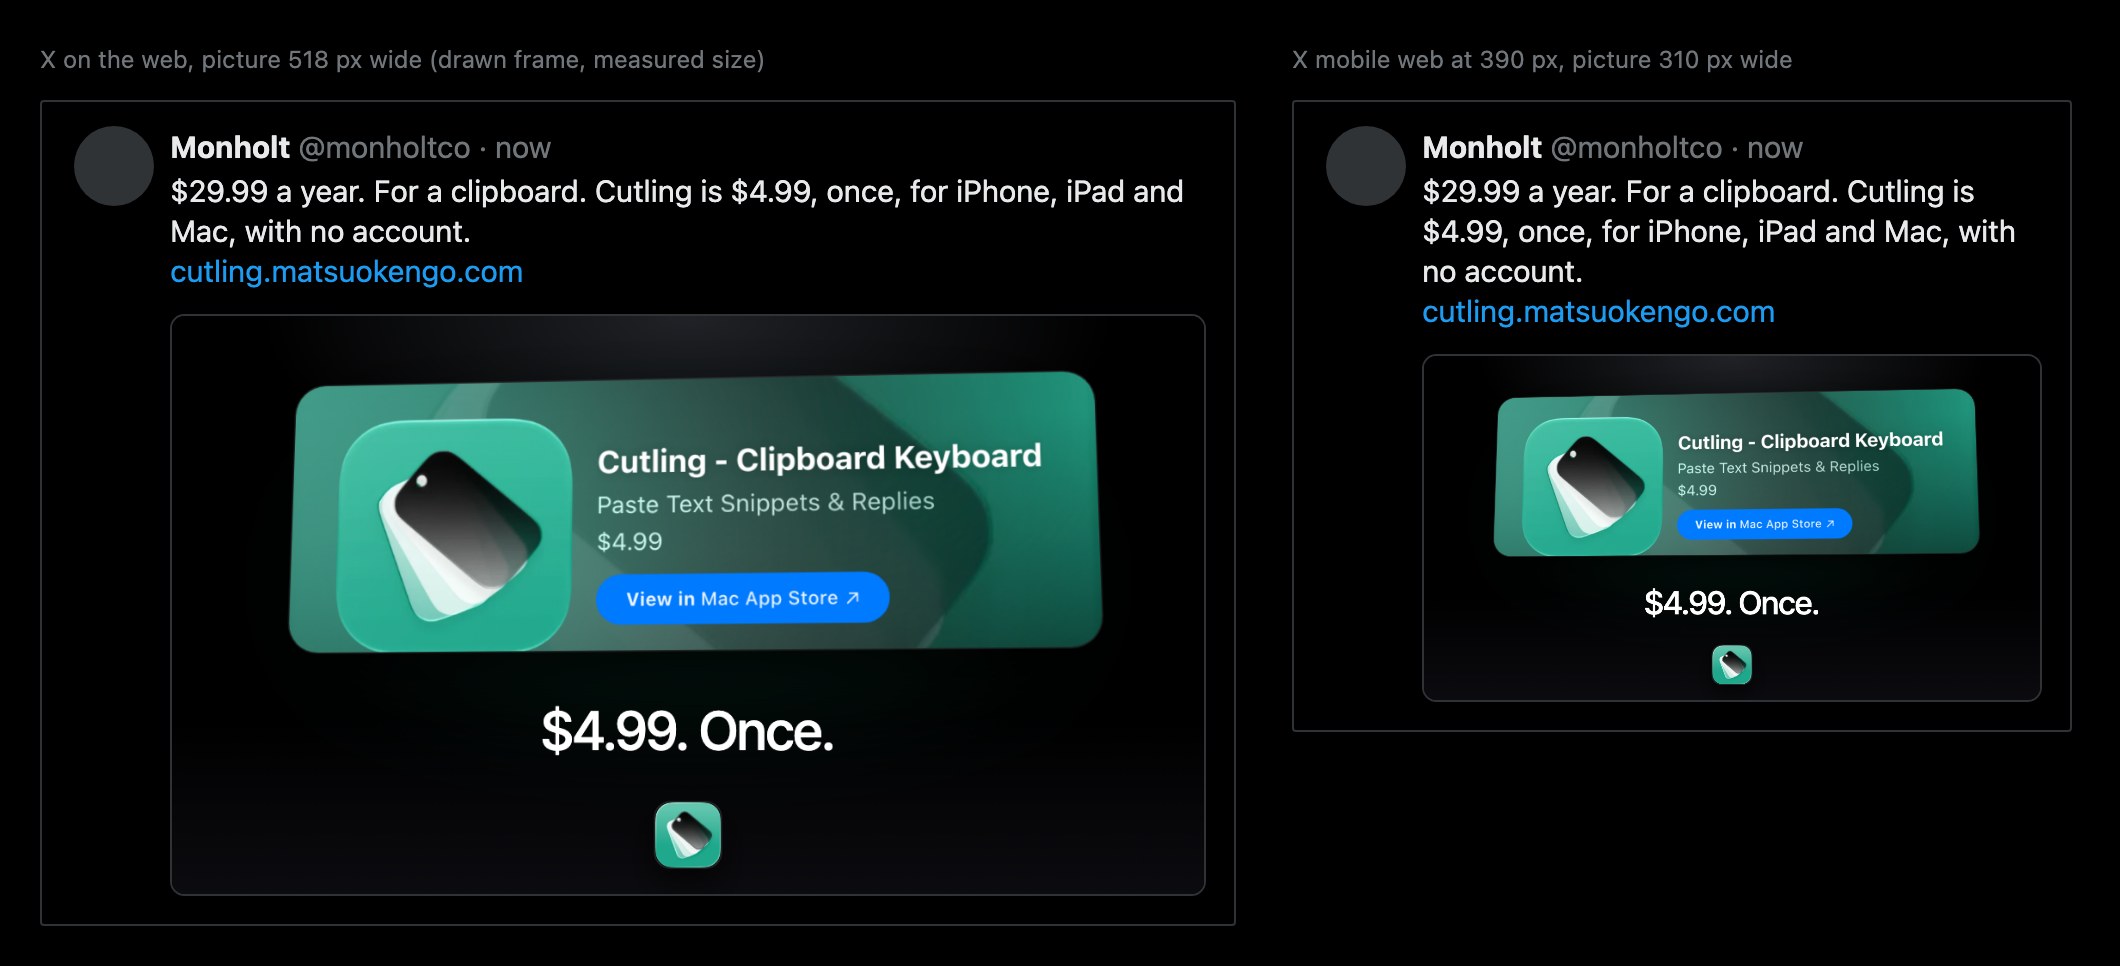 X on the web, picture 518 px wide (drawn frame, measured size)
Monholt @monholtco · now
$29.99 a year. For a clipboard. Cutling is $4.99, once, for iPhone, iPad and
Mac, with no account.
cutling.matsuokengo.com
Cutling - Clipboard Keyboard
Paste Text Snippets & Replies
$4.99
View in Mac App Store ↗
$4.99. Once.
X mobile web at 390 px, picture 310 px wide
Monholt @monholtco · now
$29.99 a year. For a clipboard. Cutling is
$4.99, once, for iPhone, iPad and Mac, with
no account.
cutling.matsuokengo.com
Cutling - Clipboard Keyboard
Paste Text Snippets & Replies
$4.99
View in Mac App Store ↗
$4.99. Once.